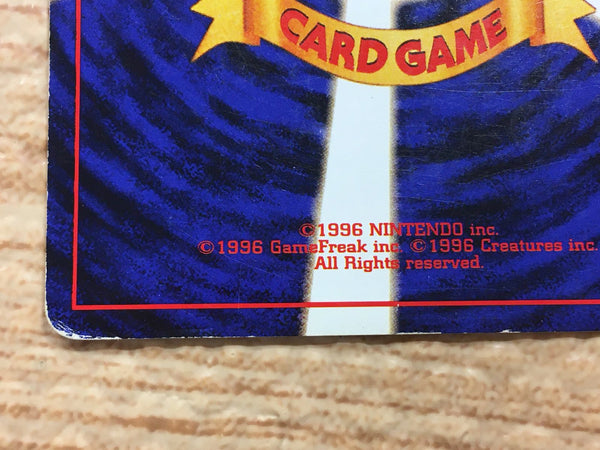 CARD GAME
©1996 NINTENDO inc.
©1996 GameFreak inc. ©1996 Creatures inc.
All Rights reserved.